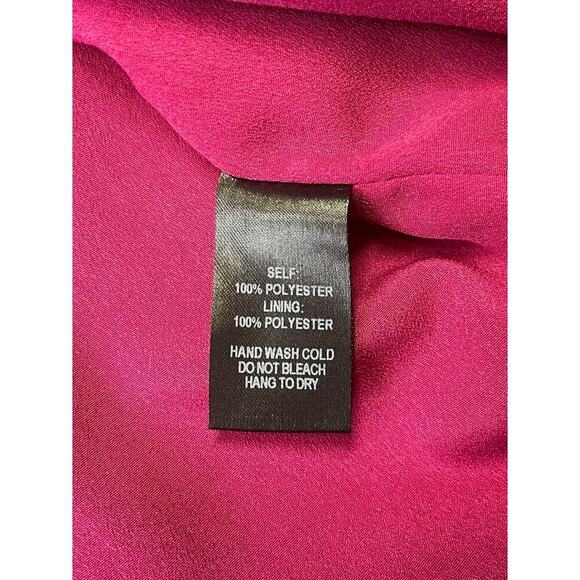 SELF:
100% POLYESTER
LINING:
100% POLYESTER
HAND WASH COLD
DO NOT BLEACH
HANG TO DRY